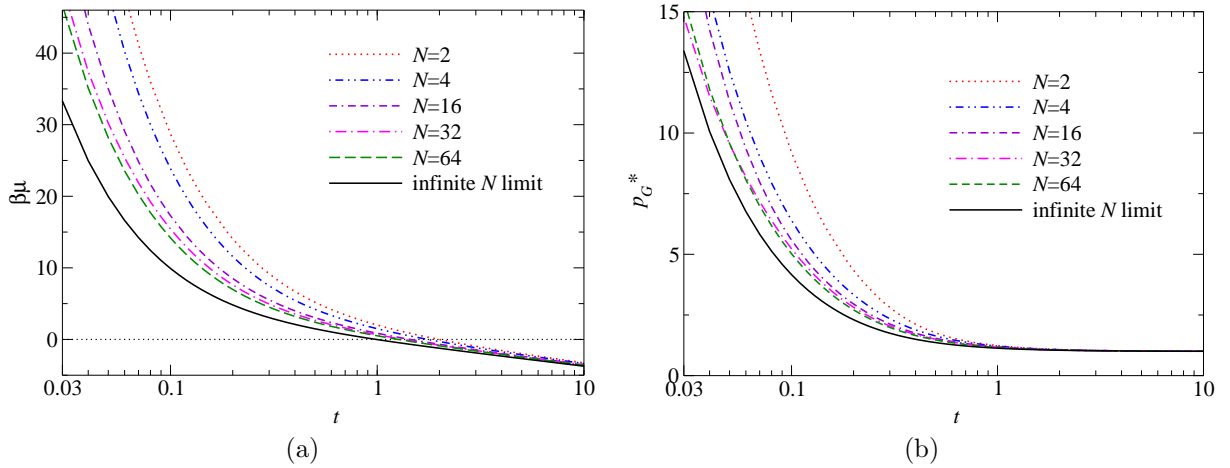 40
30
20
10
0
βμ
0.03
0.1
1
10
t
N=2
N=4
N=16
N=32
N=64
infinite N limit
(a)
15
10
5
0
p_G^*
0.03
0.1
1
10
t
N=2
N=4
N=16
N=32
N=64
infinite N limit
(b)